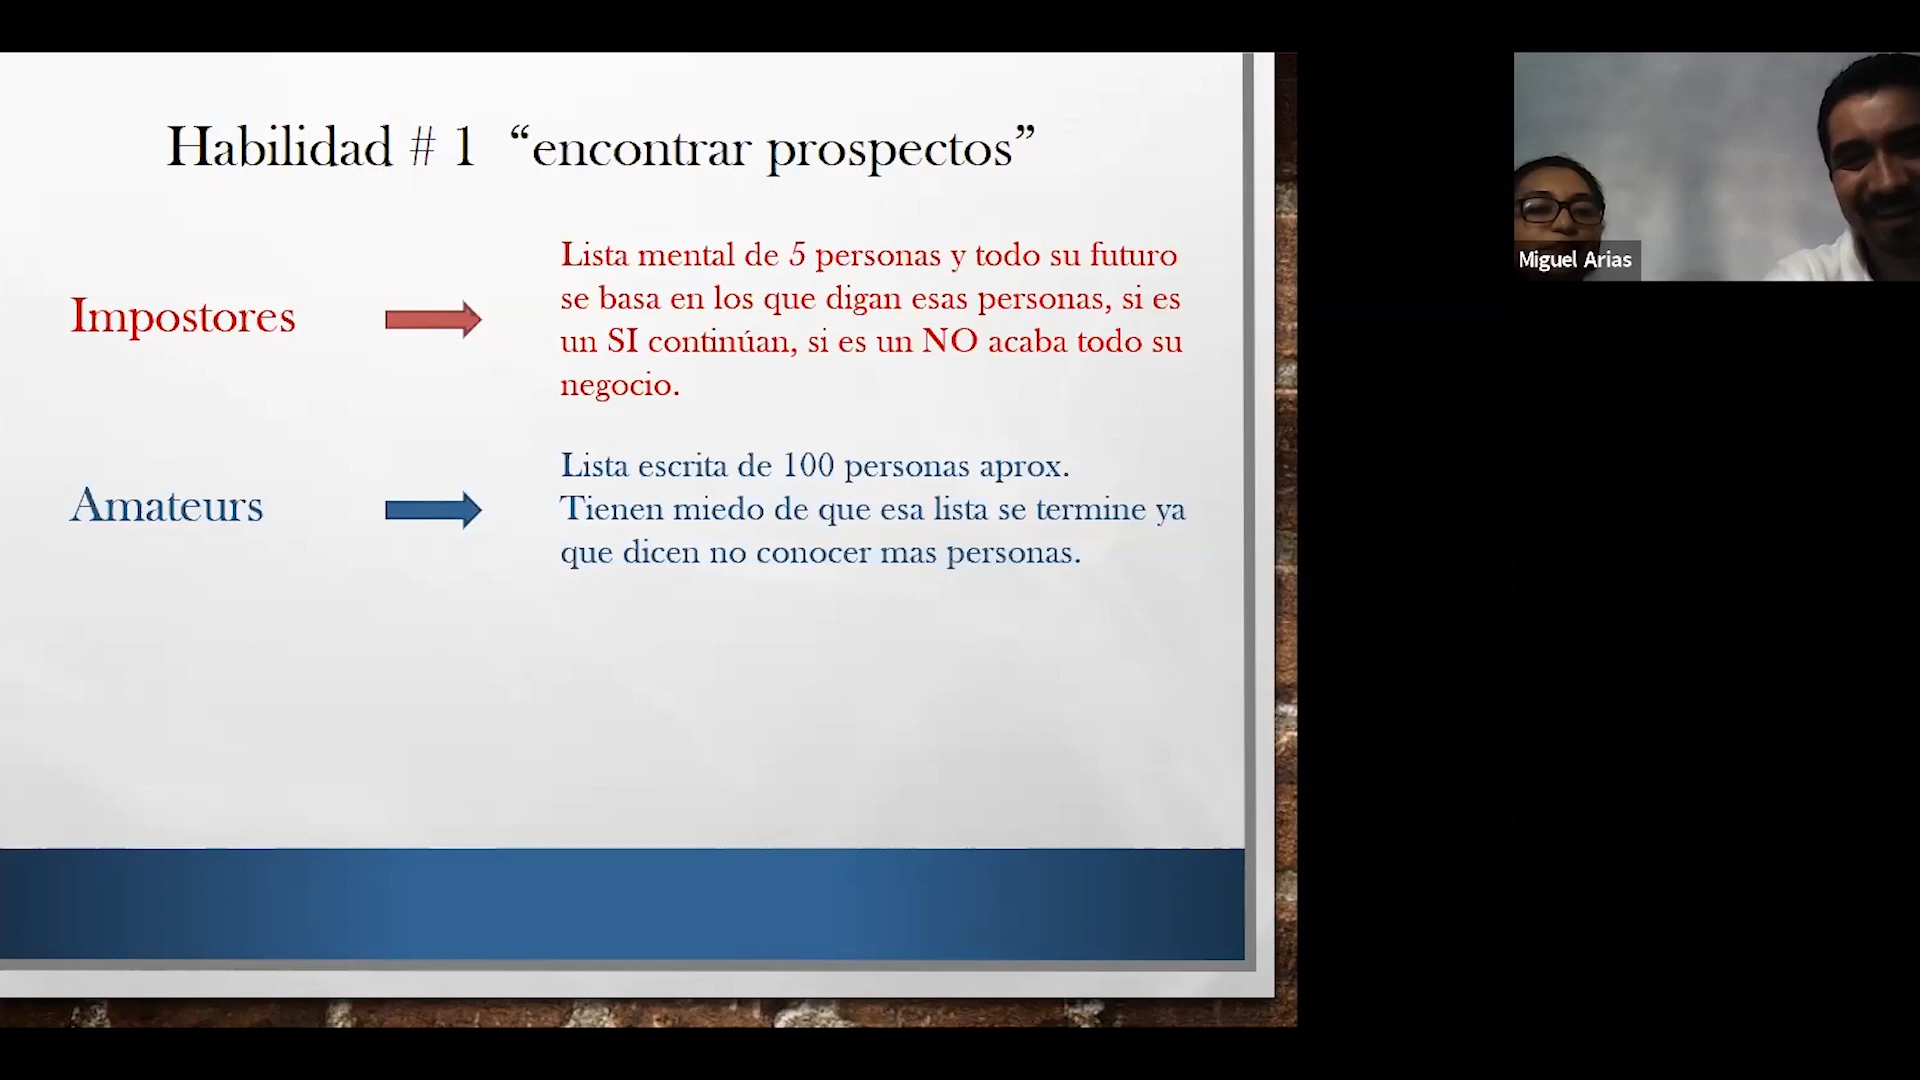 Habilidad # 1 “encontrar prospectos”
Impostores
Lista mental de 5 personas y todo su futuro
se basa en los que digan esas personas, si es
un SI continúan, si es un NO acaba todo su
negocio.
Amateurs
Lista escrita de 100 personas aprox.
Tienen miedo de que esa lista se termine ya
que dicen no conocer mas personas.
Miguel Arias